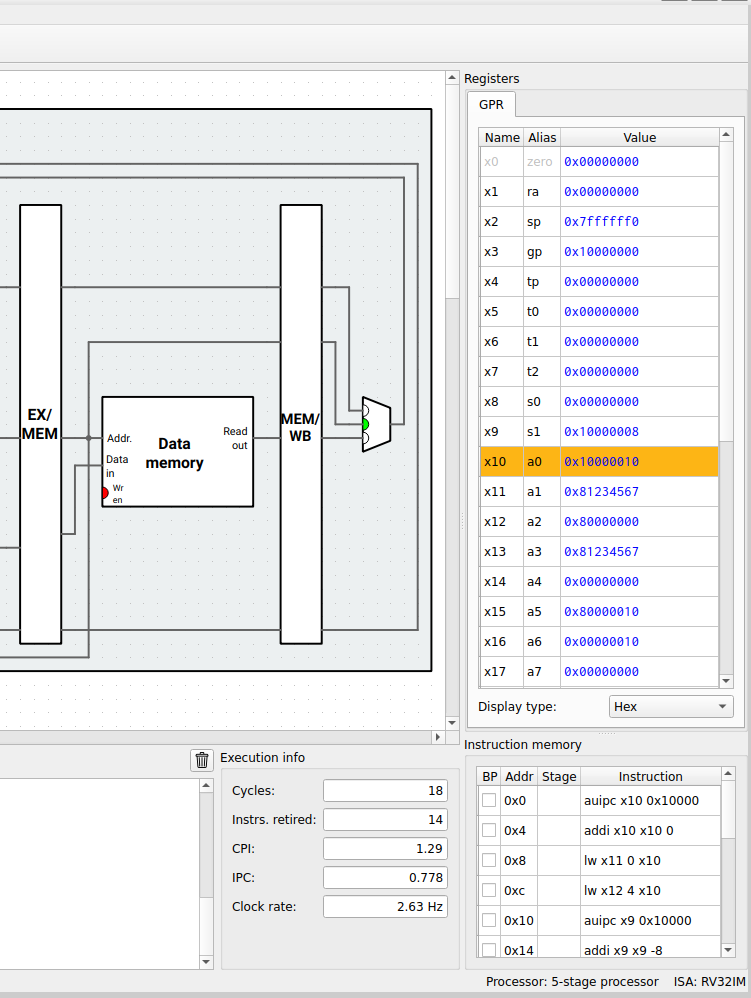 Registers
GPR
Name Alias Value
x0 zero 0x00000000
x1 ra 0x00000000
x2 sp 0x7ffffff0
x3 gp 0x10000000
x4 tp 0x00000000
x5 t0 0x00000000
x6 t1 0x00000000
x7 t2 0x00000000
x8 s0 0x00000000
x9 s1 0x10000008
x10 a0 0x10000010
x11 a1 0x81234567
x12 a2 0x80000000
x13 a3 0x81234567
x14 a4 0x00000000
x15 a5 0x80000010
x16 a6 0x00000010
x17 a7 0x00000000
Display type: Hex
EX/
MEM
Addr.
Data
in
Wr
en
Data
memory
Read
out
MEM/
WB
Execution info
Cycles: 18
Instrs. retired: 14
CPI: 1.29
IPC: 0.778
Clock rate: 2.63 Hz
Instruction memory
BP Addr Stage Instruction
0x0 auipc x10 0x10000
0x4 addi x10 x10 0
0x8 lw x11 0 x10
0xc lw x12 4 x10
0x10 auipc x9 0x10000
0x14 addi x9 x9 -8
Processor: 5-stage processor ISA: RV32IM